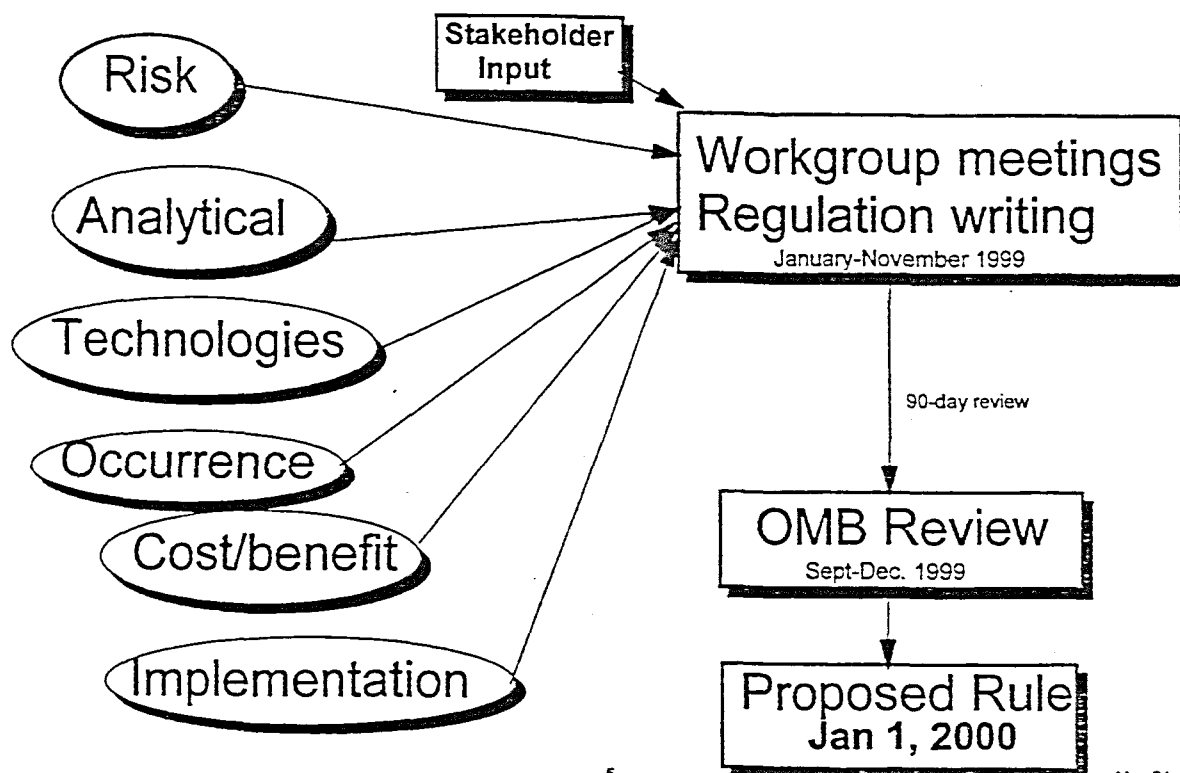 Stakeholder
Input
Risk
Analytical
Technologies
Occurrence
Cost/benefit
Implementation
Workgroup meetings
Regulation writing
January-November 1999
90-day review
OMB Review
Sept-Dec. 1999
Proposed Rule
Jan 1, 2000